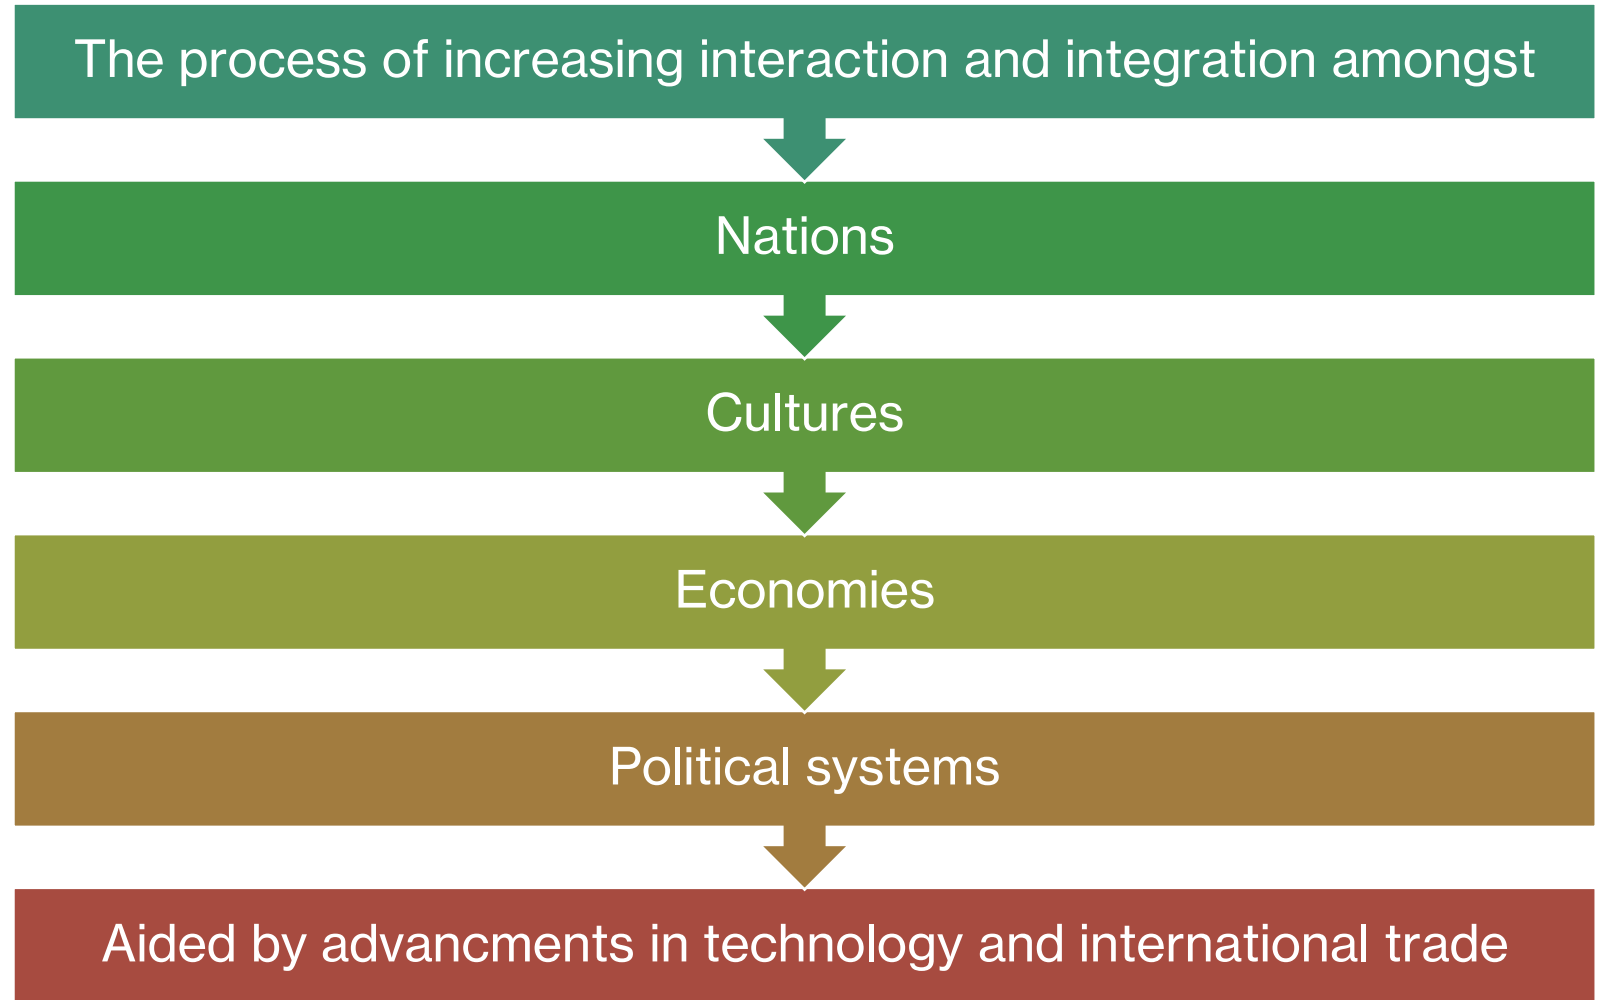 The process of increasing interaction and integration amongst
Nations
Cultures
Economies
Political systems
Aided by advancments in technology and international trade